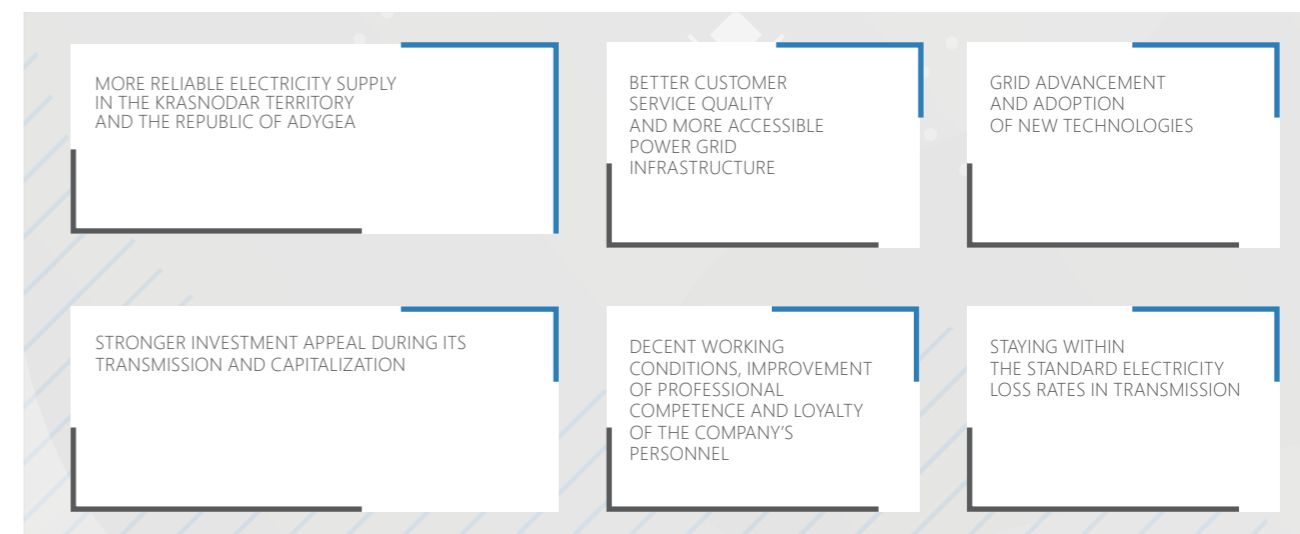 MORE RELIABLE ELECTRICITY SUPPLY
IN THE KRASNODAR TERRITORY
AND THE REPUBLIC OF ADYGEA
BETTER CUSTOMER
SERVICE QUALITY
AND MORE ACCESSIBLE
POWER GRID
INFRASTRUCTURE
GRID ADVANCEMENT
AND ADOPTION
OF NEW TECHNOLOGIES
STRONGER INVESTMENT APPEAL DURING ITS
TRANSMISSION AND CAPITALIZATION
DECENT WORKING
CONDITIONS, IMPROVEMENT
OF PROFESSIONAL
COMPETENCE AND LOYALTY
OF THE COMPANY'S
PERSONNEL
STAYING WITHIN
THE STANDARD ELECTRICITY
LOSS RATES IN TRANSMISSION